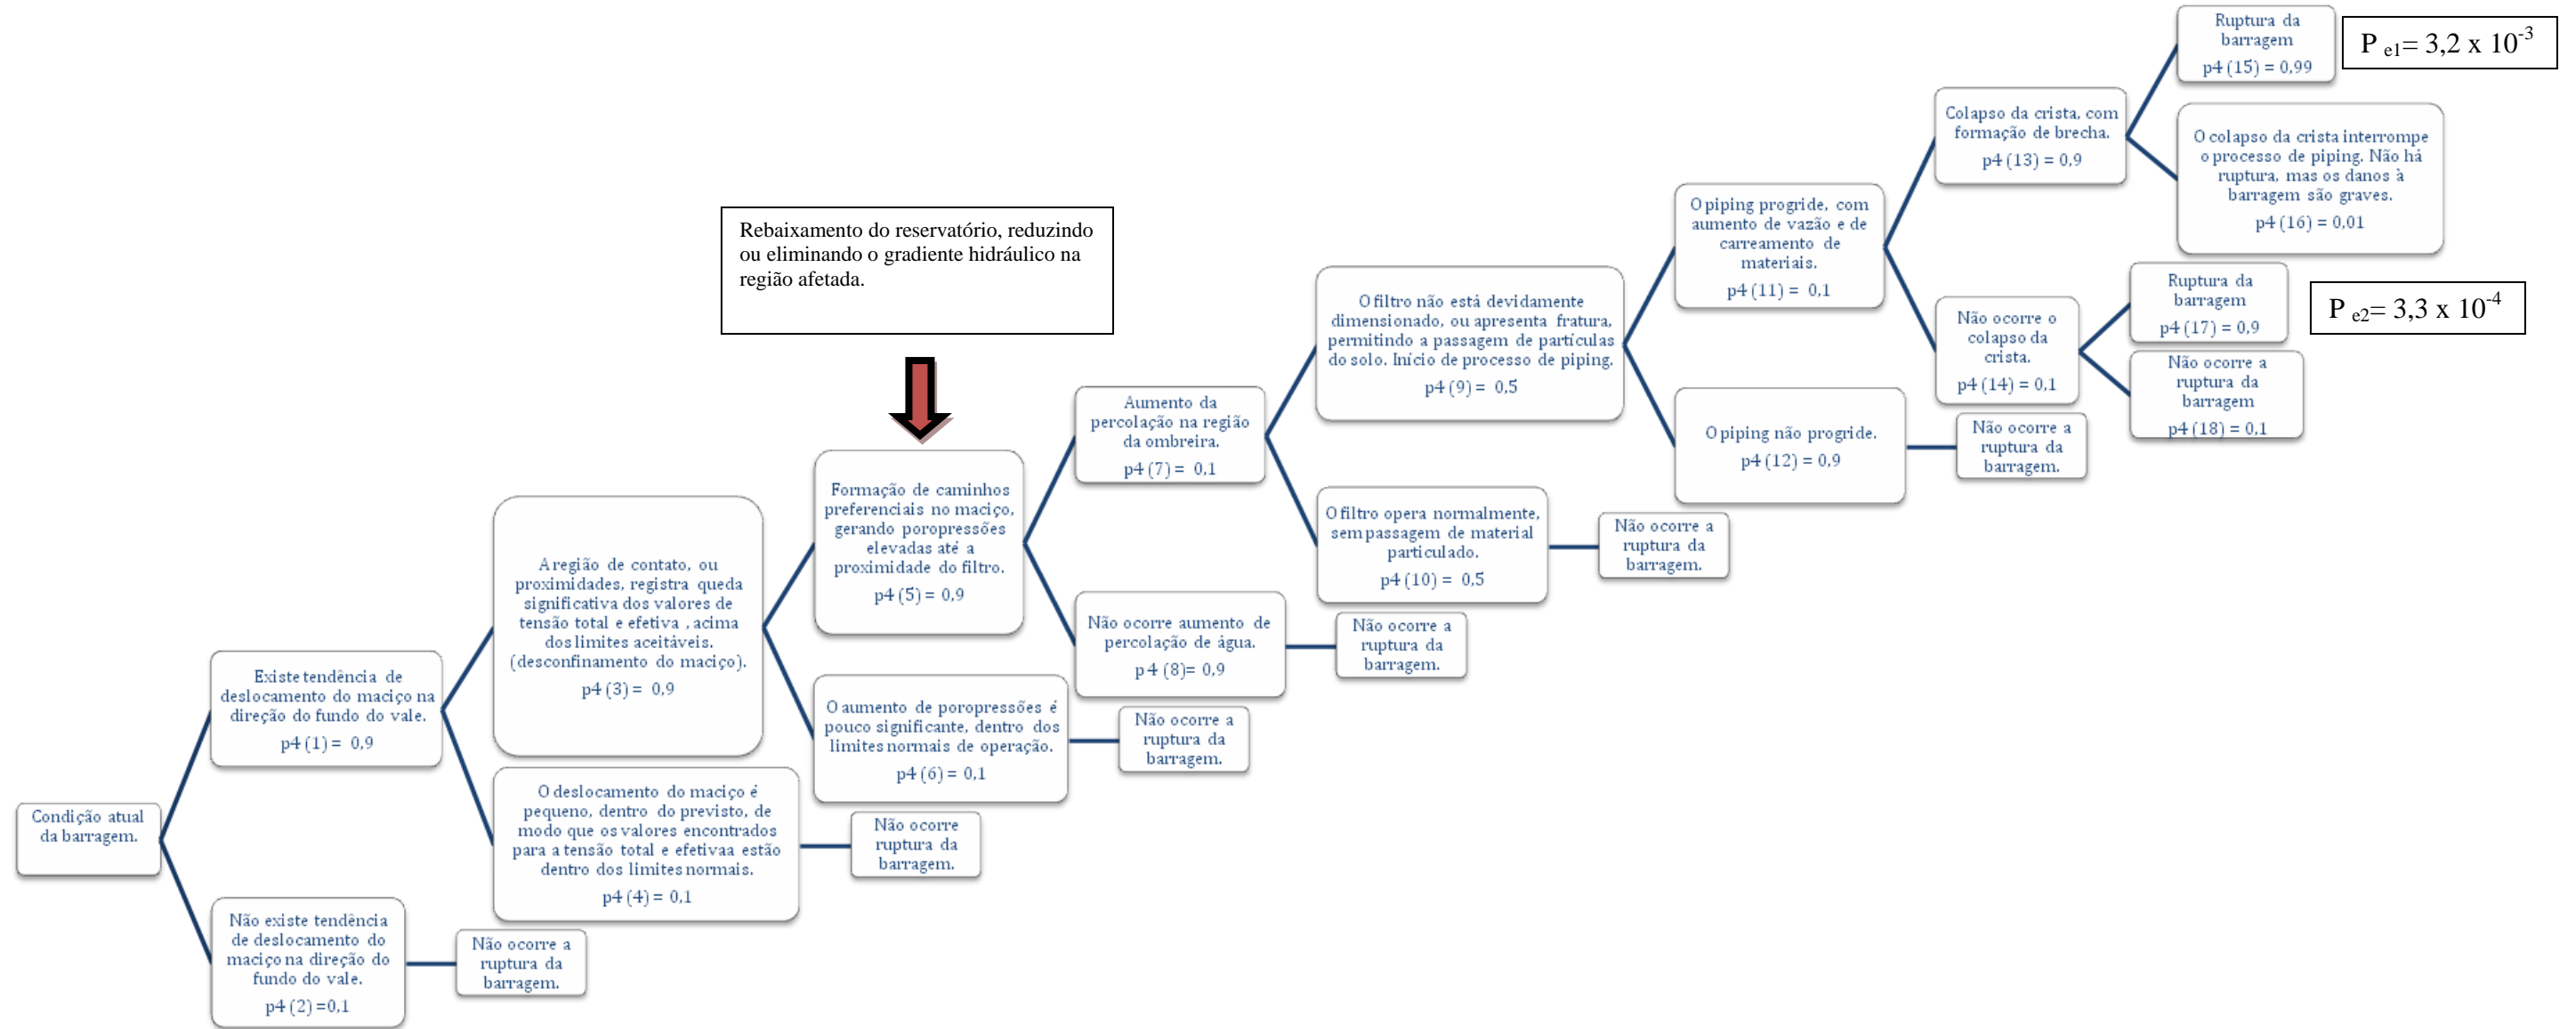 Condição atual
da barragem.
Existe tendência de
deslocamento do maciço na
direção do fundo do vale.
p4 (1) = 0,9
Não existe tendência
de deslocamento do
maciço na direção do
fundo do vale.
p4 (2) =0,1
Não ocorre a
ruptura da
barragem.
A região de contato, ou
proximidades, registra queda
significativa dos valores de
tensão total e efetiva , acima
dos limites aceitáveis.
(desconfinamento do maciço).
p4 (3) = 0,9
O deslocamento do maciço é
pequeno, dentro do previsto, de
modo que os valores encontrados
para a tensão total e efetivaa estão
dentro dos limites normais.
p4 (4) = 0,1
Não ocorre
ruptura da
barragem.
Rebaixamento do reservatório, reduzindo
ou eliminando o gradiente hidráulico na
região afetada.
Formação de caminhos
preferenciais no maciço,
gerando poropressões
elevadas até a
proximidade do filtro.
p4 (5) = 0,9
O aumento de poropressões é
pouco significante, dentro dos
limites normais de operação.
p4 (6) = 0,1
Não ocorre a
ruptura da
barragem.
Aumento da
percolação na região
da ombreira.
p4 (7) = 0,1
Não ocorre aumento de
percolação de água.
p 4 (8)= 0,9
Não ocorre a
ruptura da
barragem.
O filtro não está devidamente
dimensionado, ou apresenta fratura,
permitindo a passagem de partículas
do solo. Início de processo de piping.
p4 (9) = 0,5
O filtro opera normalmente,
sem passagem de material
particulado.
p4 (10) = 0,5
Não ocorre a
ruptura da
barragem.
O piping progride, com
aumento de vazão e de
carreamento de
materiais.
p4 (11) = 0,1
O piping não progride.
p4 (12) = 0,9
Não ocorre a
ruptura da
barragem.
Colapso da crista, com
formação de brecha.
p4 (13) = 0,9
Não ocorre o
colapso da
crista.
p4 (14) = 0,1
Ruptura da
barragem
p4 (15) = 0,99
P e1= 3,2 x 10-3
O colapso da crista interrompe
o processo de piping. Não há
ruptura, mas os danos à
barragem são graves.
p4 (16) = 0,01
Ruptura da
barragem
p4 (17) = 0,9
P e2= 3,3 x 10-4
Não ocorre a
ruptura da
barragem
p4 (18) = 0,1